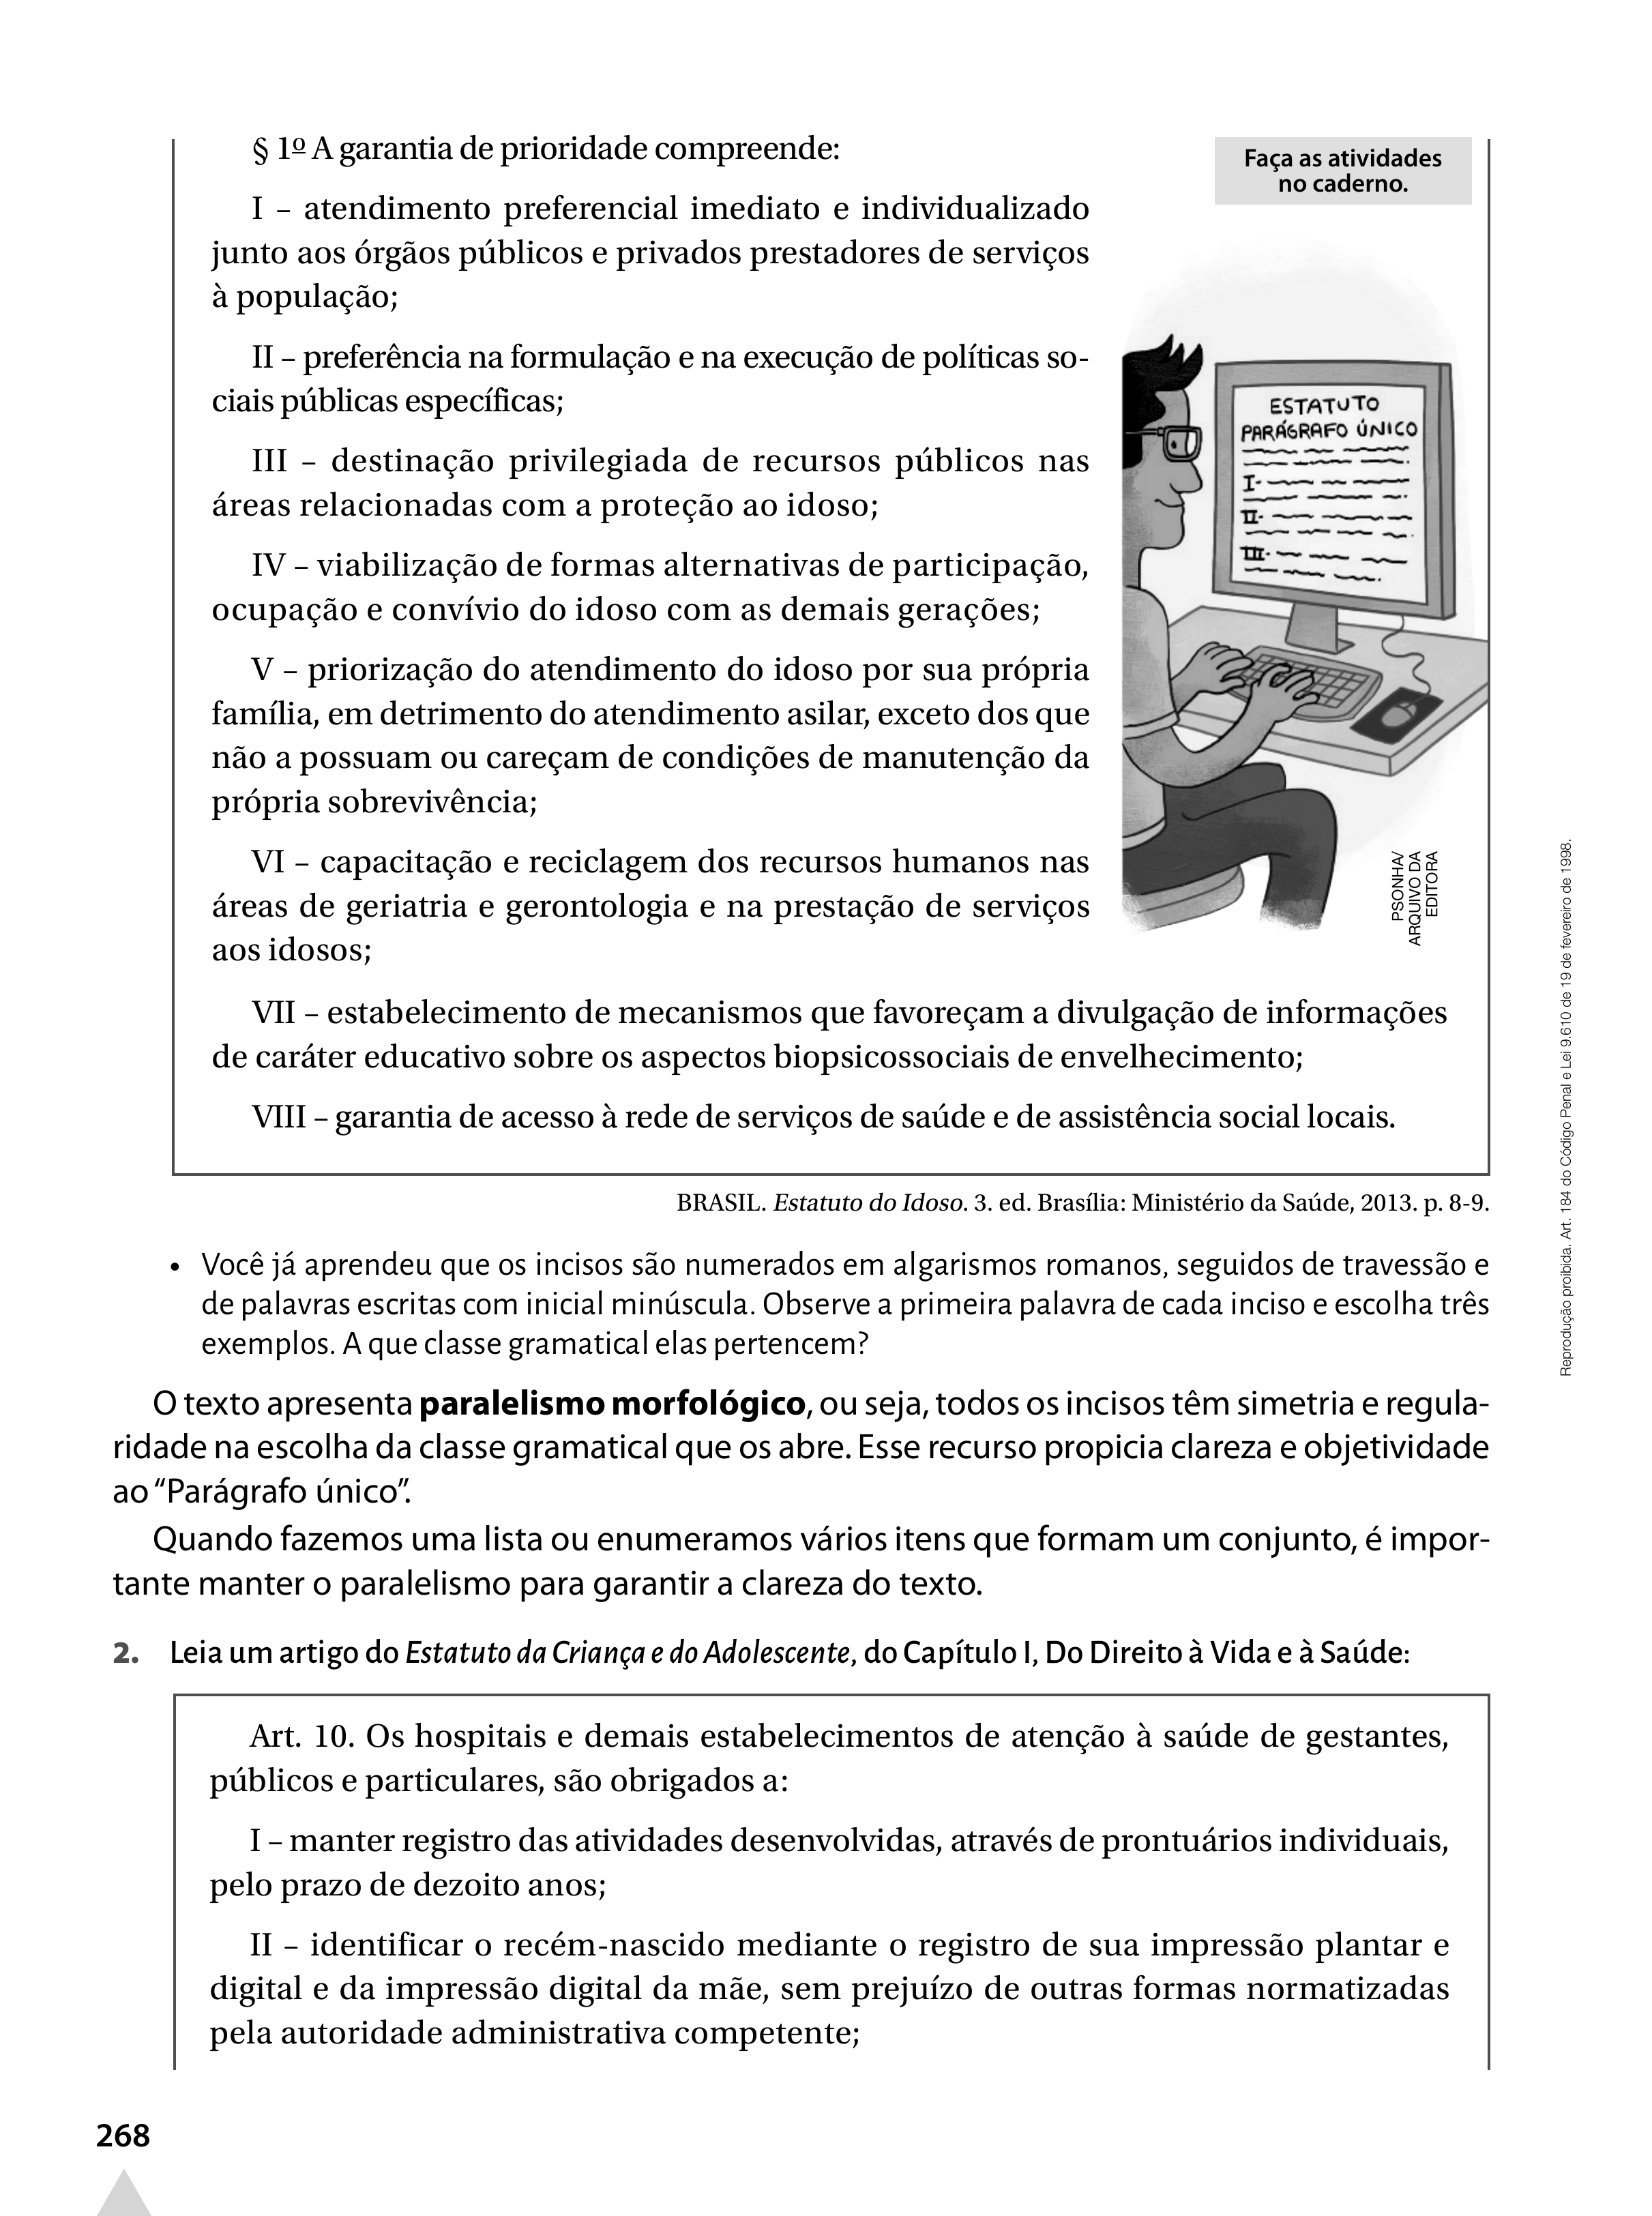 § 1º A garantia de prioridade compreende:
Faça as atividades
no caderno.
I – atendimento preferencial imediato e individualizado
junto aos órgãos públicos e privados prestadores de serviços
à população;
II – preferência na formulação e na execução de políticas so-
ciais públicas específicas;
III – destinação privilegiada de recursos públicos nas
áreas relacionadas com a proteção ao idoso;
IV – viabilização de formas alternativas de participação,
ocupação e convívio do idoso com as demais gerações;
V – priorização do atendimento do idoso por sua própria
família, em detrimento do atendimento asilar, exceto dos que
não a possuam ou careçam de condições de manutenção da
própria sobrevivência;
VI – capacitação e reciclagem dos recursos humanos nas
áreas de geriatria e gerontologia e na prestação de serviços
aos idosos;
ESTATUTO
PARÁGRAFO ÚNICO
I-
II-
III-
PSONHA/
ARQUIVO DA
EDITORA
VII – estabelecimento de mecanismos que favoreçam a divulgação de informações
de caráter educativo sobre os aspectos biopsicossociais de envelhecimento;
VIII – garantia de acesso à rede de serviços de saúde e de assistência social locais.
BRASIL. Estatuto do Idoso. 3. ed. Brasília: Ministério da Saúde, 2013. p. 8-9.
• Você já aprendeu que os incisos são numerados em algarismos romanos, seguidos de travessão e
de palavras escritas com inicial minúscula. Observe a primeira palavra de cada inciso e escolha três
exemplos. A que classe gramatical elas pertencem?
O texto apresenta paralelismo morfológico, ou seja, todos os incisos têm simetria e regula-
ridade na escolha da classe gramatical que os abre. Esse recurso propicia clareza e objetividade
ao “Parágrafo único”.
Quando fazemos uma lista ou enumeramos vários itens que formam um conjunto, é impor-
tante manter o paralelismo para garantir a clareza do texto.
2. Leia um artigo do Estatuto da Criança e do Adolescente, do Capítulo I, Do Direito à Vida e à Saúde:
Art. 10. Os hospitais e demais estabelecimentos de atenção à saúde de gestantes,
públicos e particulares, são obrigados a:
I – manter registro das atividades desenvolvidas, através de prontuários individuais,
pelo prazo de dezoito anos;
II – identificar o recém-nascido mediante o registro de sua impressão plantar e
digital e da impressão digital da mãe, sem prejuízo de outras formas normatizadas
pela autoridade administrativa competente;
268
Reprodução proibida. Art. 184 do Código Penal e Lei 9.610 de 19 de fevereiro de 1998.